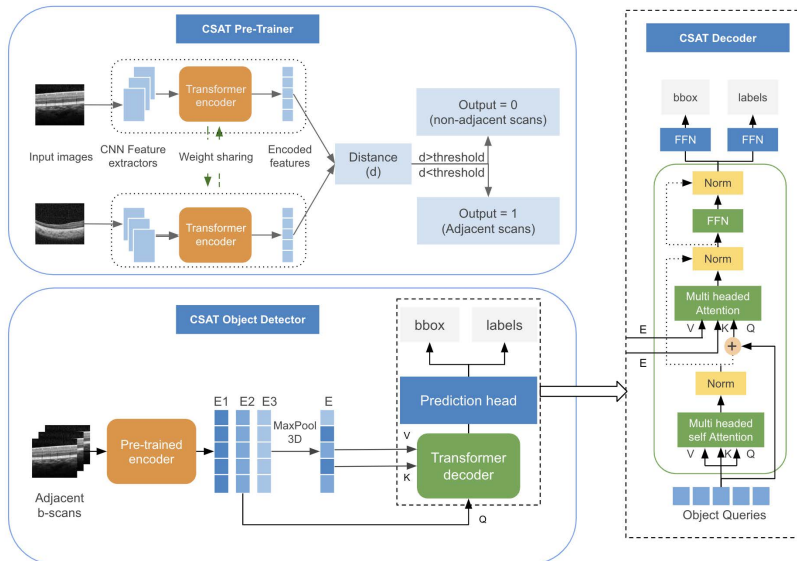 CSAT Pre-Trainer
Transformer
encoder
Input images
CNN Feature
extractors
Weight sharing
Encoded
features
Transformer
encoder
Distance
(d)
d>threshold
d<threshold
Output = 0
(non-adjacent scans)
Output = 1
(Adjacent scans)
CSAT Object Detector
Adjacent
b-scans
Pre-trained
encoder
E1
E2
E3
MaxPool
3D
E
V
K
Q
bbox
labels
Prediction head
Transformer
decoder
CSAT Decoder
bbox
labels
FFN
FFN
Norm
FFN
Norm
Multi headed
Attention
E
V
K
Q
E
+
Norm
Multi headed
self Attention
V
K
Q
Object Queries